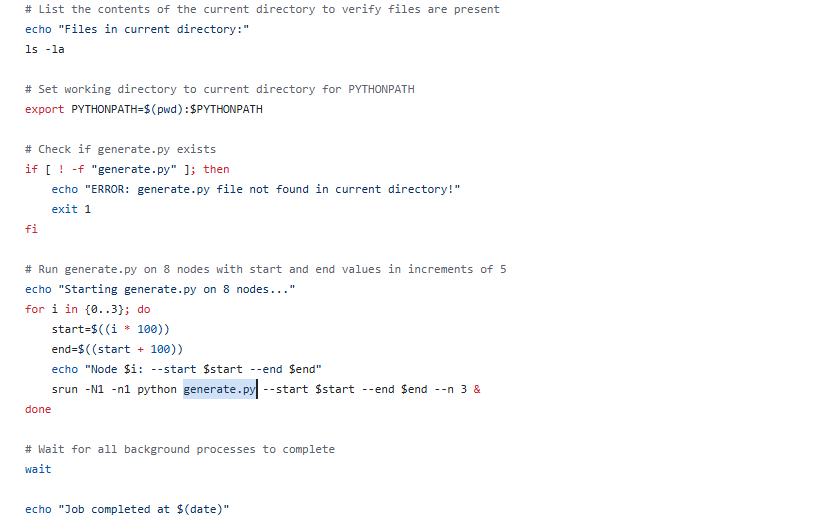 # List the contents of the current directory to verify files are present
echo "Files in current directory:"
ls -la
# Set working directory to current directory for PYTHONPATH
export PYTHONPATH=$(pwd):$PYTHONPATH
# Check if generate.py exists
if [ ! -f "generate.py" ]; then
    echo "ERROR: generate.py file not found in current directory!"
    exit 1
fi
# Run generate.py on 8 nodes with start and end values in increments of 5
echo "Starting generate.py on 8 nodes..."
for i in {0..3}; do
    start=$((i * 100))
    end=$((start + 100))
    echo "Node $i: --start $start --end $end"
    srun -N1 -n1 python generate.py --start $start --end $end --n 3 &
done
# Wait for all background processes to complete
wait
echo "Job completed at $(date)"